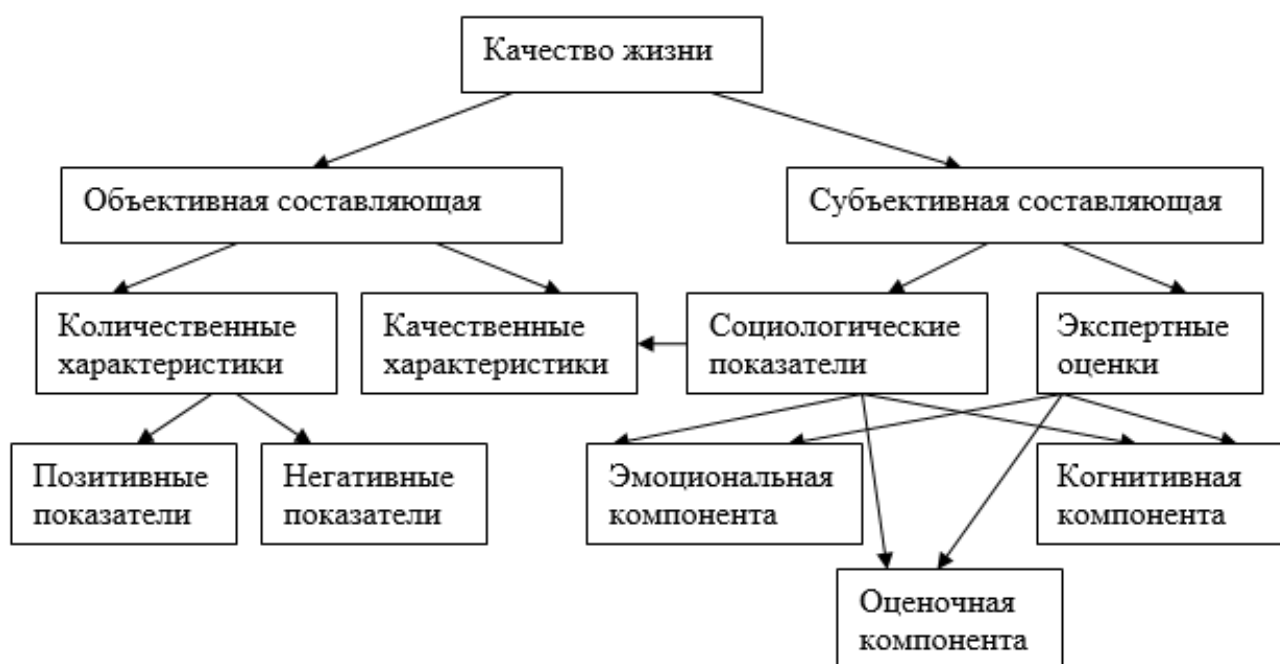 Качество жизни
Объективная составляющая
Субъективная составляющая
Количественные
характеристики
Качественные
характеристики
Социологические
показатели
Экспертные
оценки
Позитивные
показатели
Негативные
показатели
Эмоциональная
компонента
Когнитивная
компонента
Оценочная
компонента